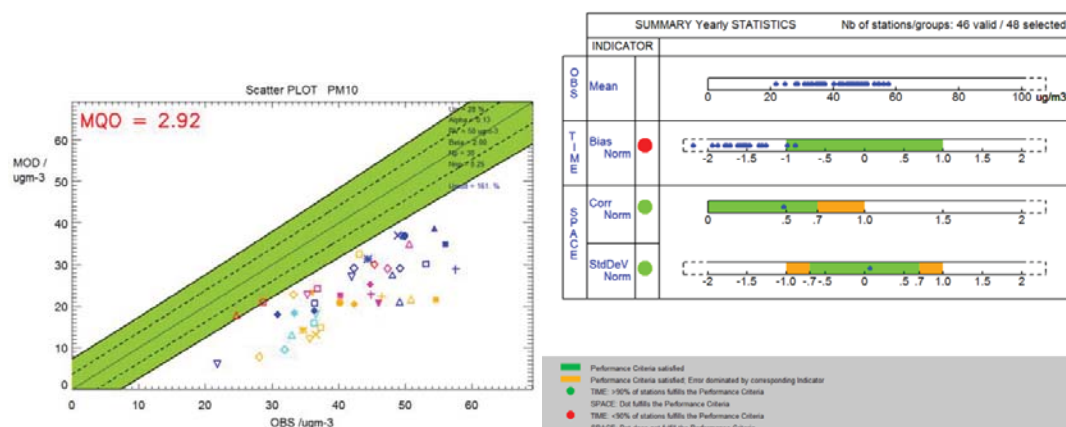 Scatter PLOT PM10
MQO = 2.92
RV = 50 ugm-3
MOD /
ugm-3
60
50
40
30
20
10
0
0 10 20 30 40 50 60
OBS /ugm-3
SUMMARY Yearly STATISTICS Nb of stations/groups: 46 valid / 48 selected
INDICATOR
OBS
Mean
0 20 40 60 80 100 ug/m3
TIME
Bias
Norm
-2 -1.5 -1 -.5 0 0.5 1 1.5 2
SPACE
Corr
Norm
0 .5 .7 1.0 1.5 2
StdDeV
Norm
-2 -1.5 -1.0 -.7 -.5 0 .5 .7 1 1.5 2
Performance Criteria satisfied
Performance Criteria satisfied; Error dominated by corresponding Indicator
TIME: >90% of stations fulfills the Performance Criteria
SPACE: Dot fulfills the Performance Criteria
TIME: <90% of stations fulfills the Performance Criteria